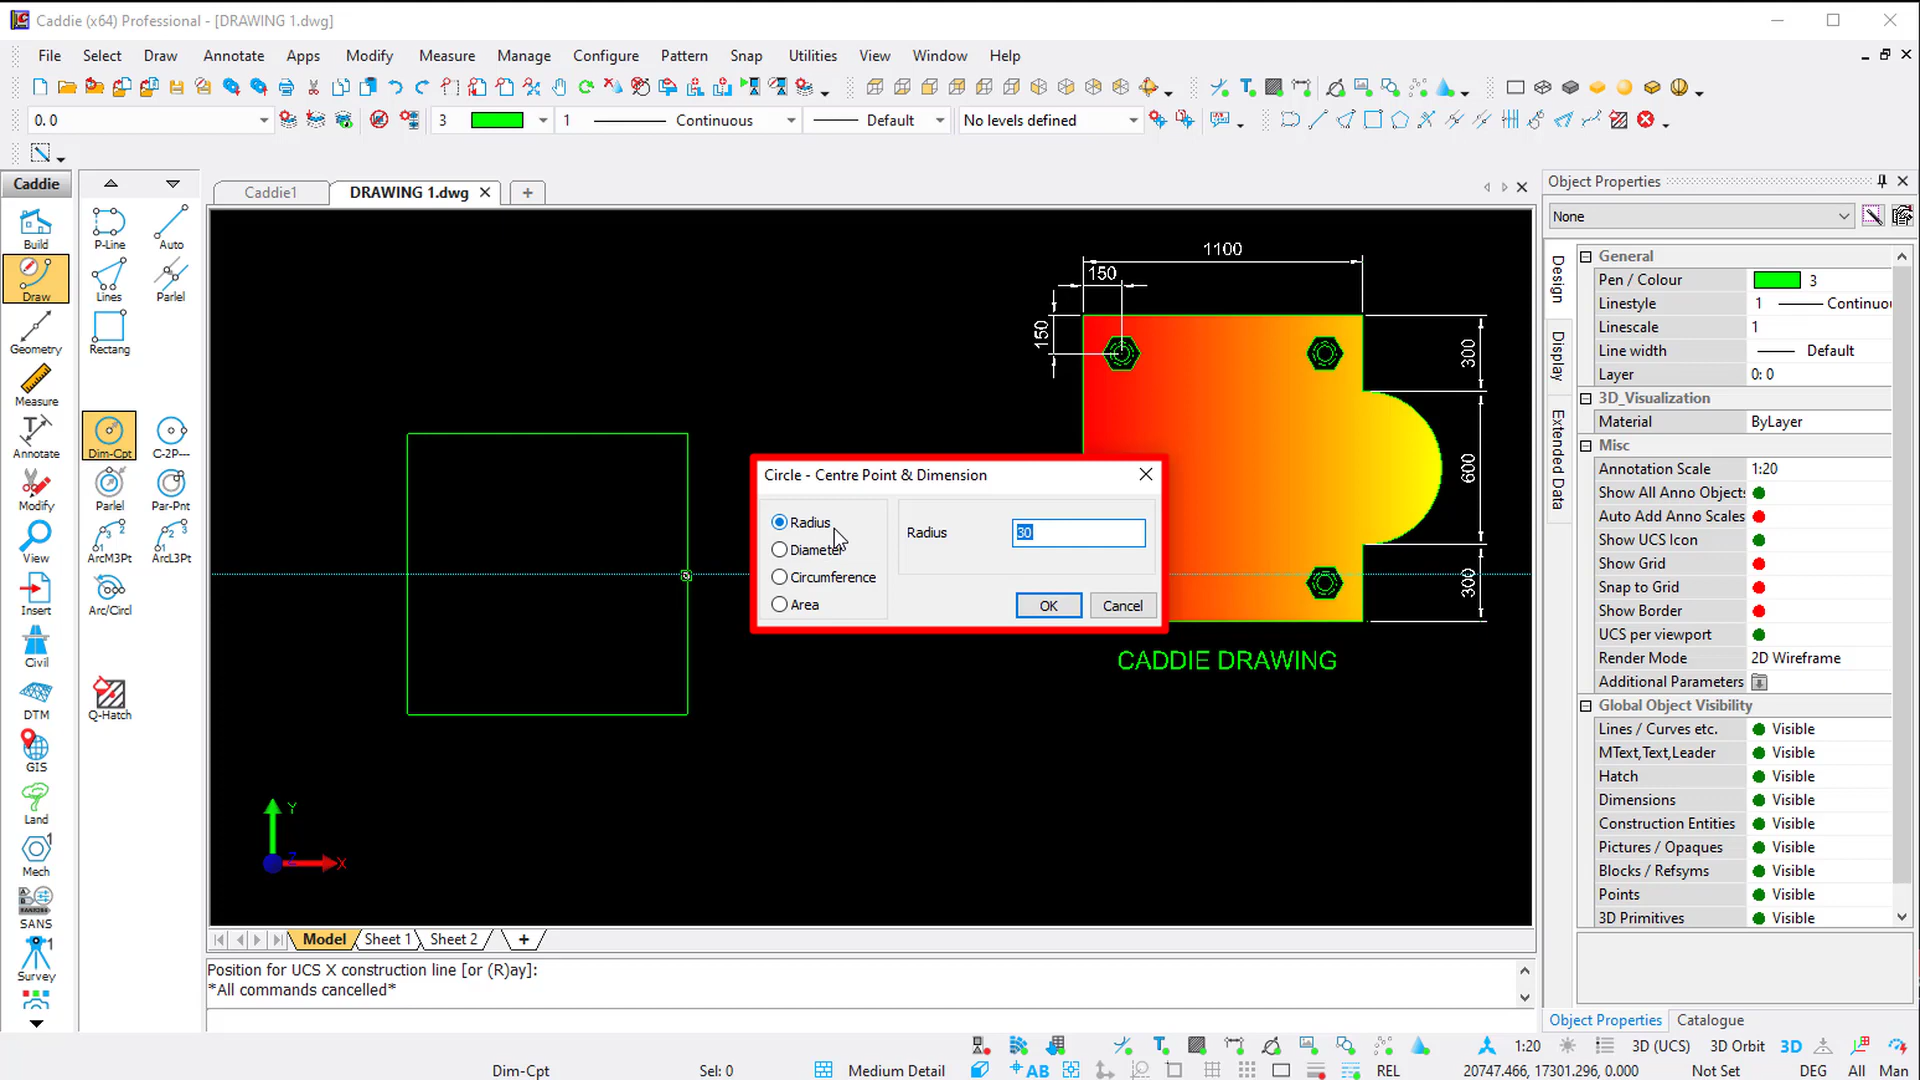 Caddie (x64) Professional - [DRAWING 1.dwg]
File Select Draw Annotate Apps Modify Measure Manage Configure Pattern Snap Utilities View Window Help
0. 0
3
1
Continuous
Default
No levels defined
Caddie
Caddie1
DRAWING 1.dwg
Build
Draw
Geometry
Measure
Annotate
Modify
View
Insert
Civil
DTM
GIS
Land
Mech
SANS
Survey
P-Line
Auto
Lines
Parlel
Rectang
Dim-Cpt
C-2P---
Parlel
Par-Pnt
ArcM3Pt
ArcL3Pt
Arc/Circl
Q-Hatch
1100
150
150
300
600
300
CADDIE DRAWING
Circle - Centre Point & Dimension
Radius
Diameter
Circumference
Area
Radius
30
OK
Cancel
Y
Z
X
Model
Sheet 1
Sheet 2
Position for UCS X construction line [or (R)ay]:
*All commands cancelled*
Object Properties
None
Design
Display
Extended Data
General
Pen / Colour 3
Linestyle 1 Continuou
Linescale 1
Line width Default
Layer 0: 0
3D_Visualization
Material ByLayer
Misc
Annotation Scale 1:20
Show All Anno Objects
Auto Add Anno Scales
Show UCS Icon
Show Grid
Snap to Grid
Show Border
UCS per viewport
Render Mode 2D Wireframe
Additional Parameters
Global Object Visibility
Lines / Curves etc. Visible
MText,Text,Leader Visible
Hatch Visible
Dimensions Visible
Construction Entities Visible
Pictures / Opaques Visible
Blocks / Refsyms Visible
Points Visible
3D Primitives Visible
Object Properties
Catalogue
1:20
3D (UCS)
3D Orbit
3D
Dim-Cpt
Sel: 0
Medium Detail
AB
REL
20747.466, 17301.296, 0.000
DEG
Not Set
All
Man